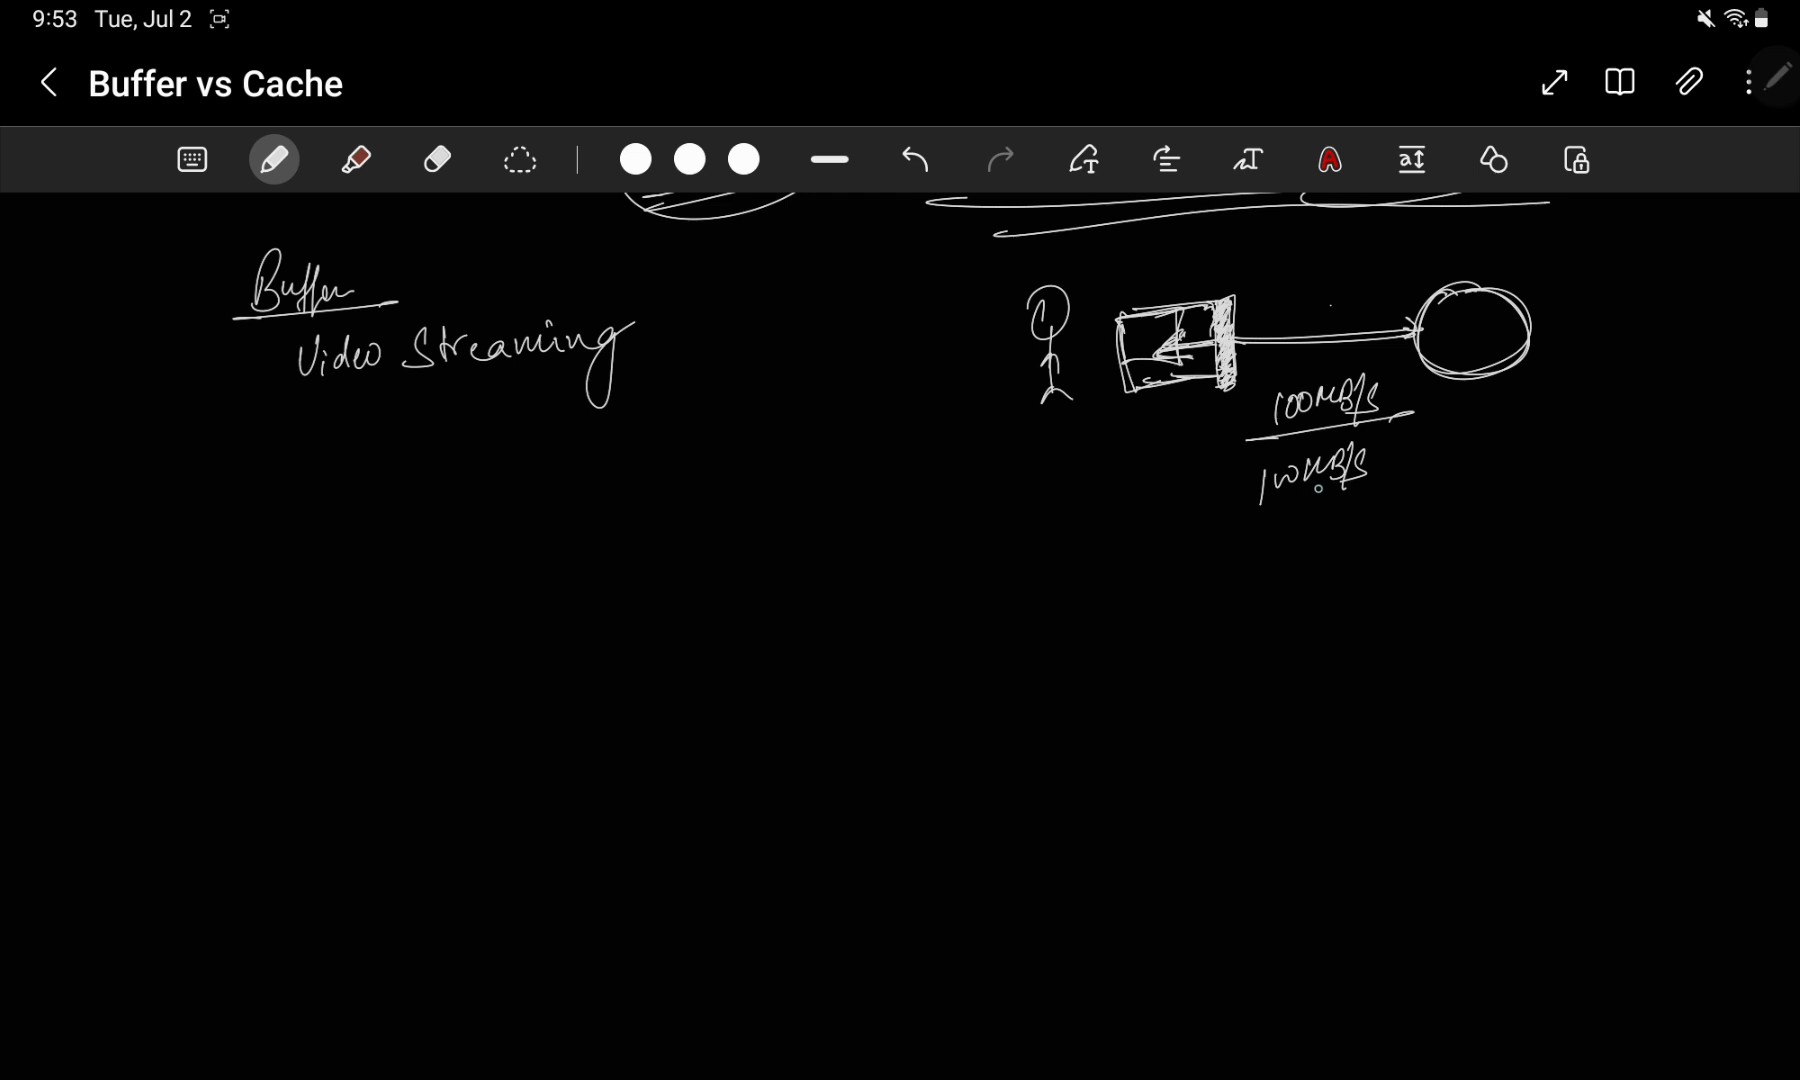 9:53 Tue, Jul 2
Buffer vs Cache
Buffer
Video Streaming
100MB/s
100MB/s